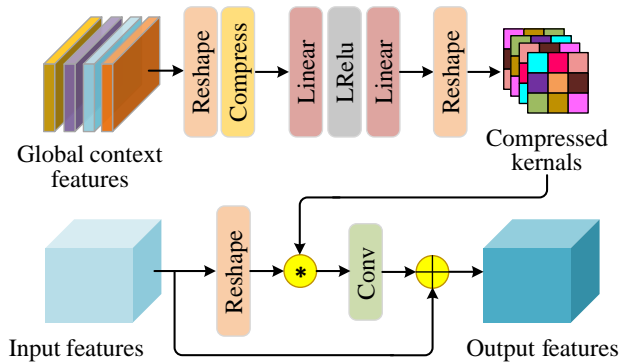 Reshape
Compress
Linear
LRelu
Linear
Reshape
Global context
features
Compressed
kernals
Reshape
*
Conv
Input features
Output features